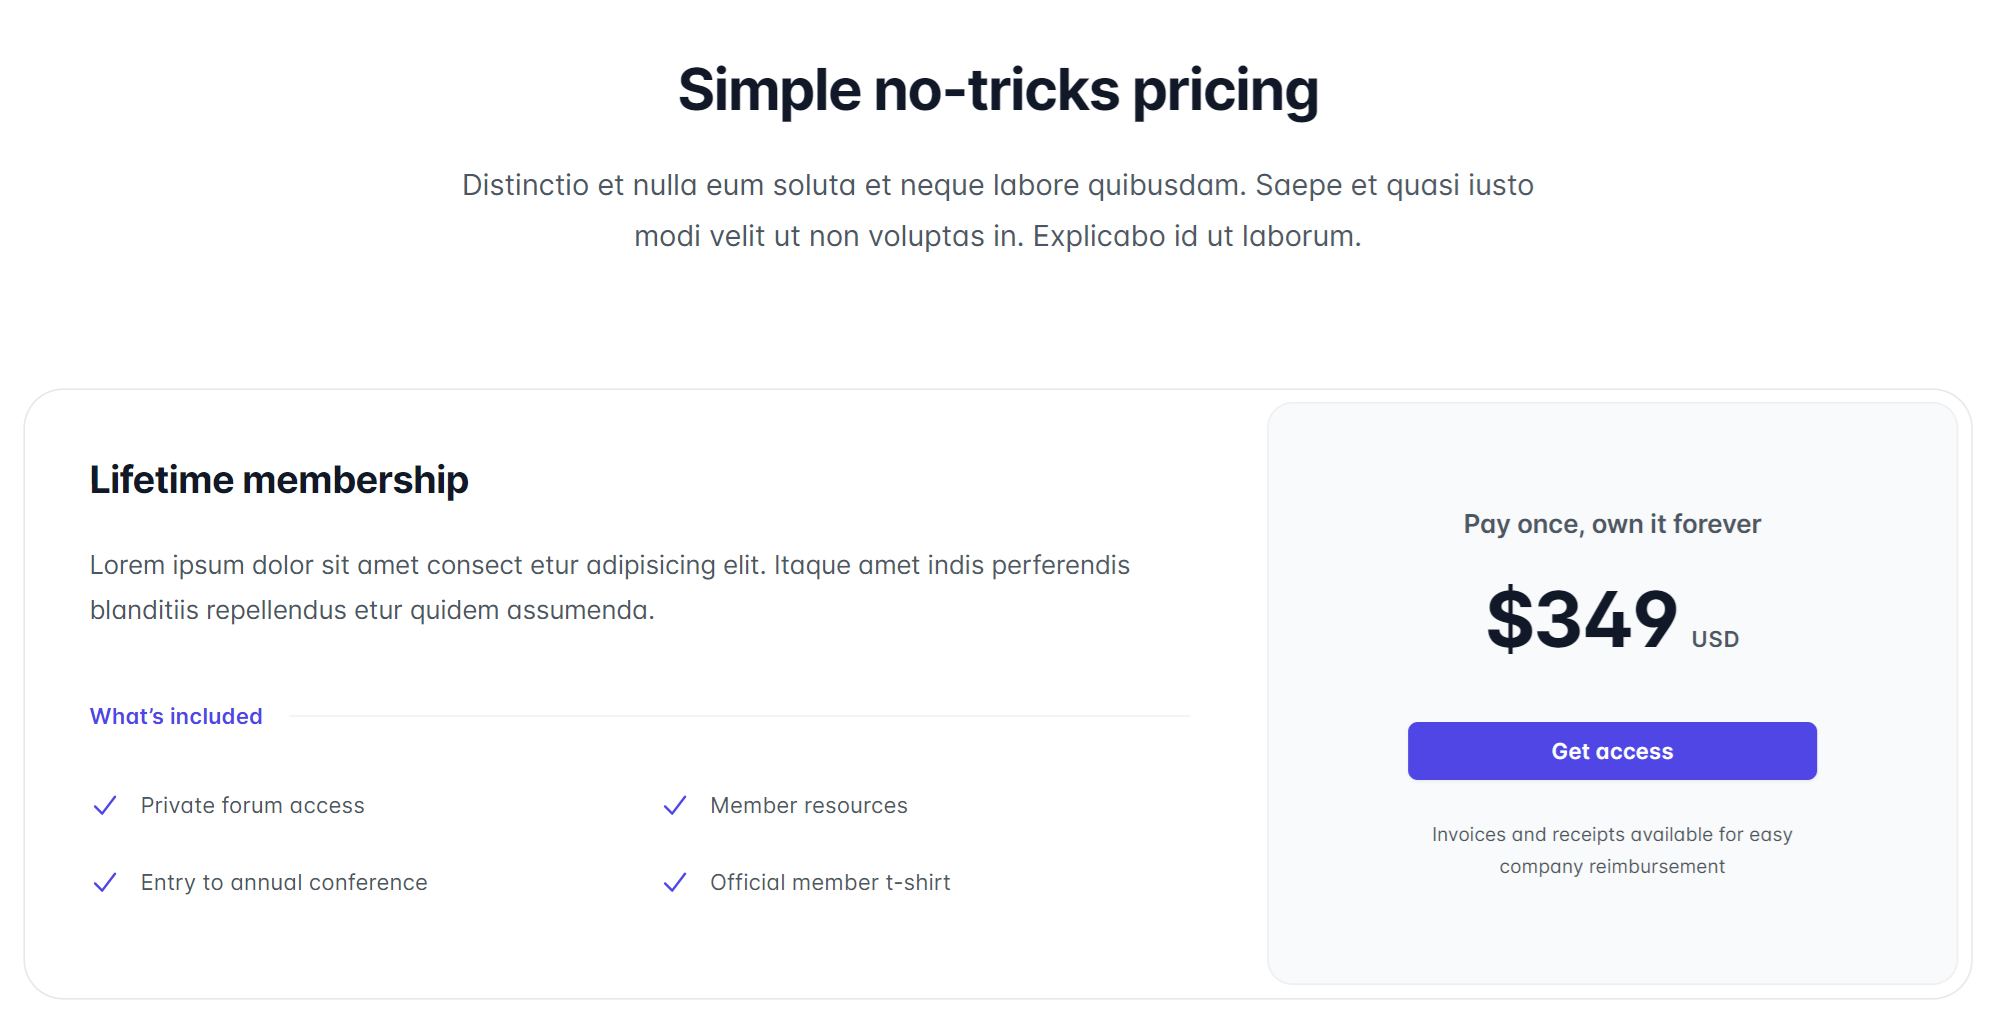 Simple no-tricks pricing
Distinctio et nulla eum soluta et neque labore quibusdam. Saepe et quasi iusto
modi velit ut non voluptas in. Explicabo id ut laborum.
Lifetime membership
Lorem ipsum dolor sit amet consect etur adipisicing elit. Itaque amet indis perferendis
blanditiis repellendus etur quidem assumenda.
What’s included
Private forum access
Member resources
Entry to annual conference
Official member t-shirt
Pay once, own it forever
$349 USD
Get access
Invoices and receipts available for easy
company reimbursement